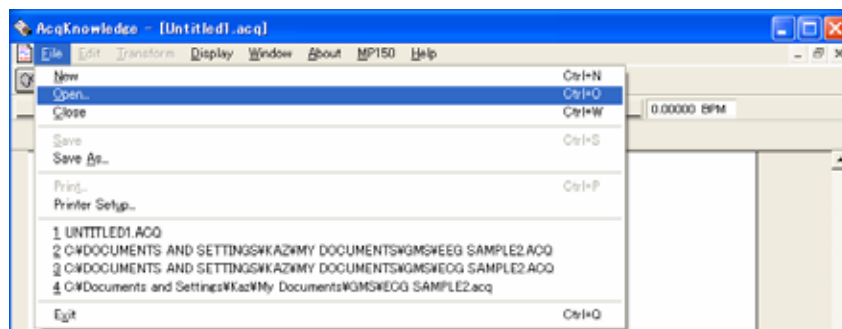 AcqKnowledge - [Untitled1.acq]
File Edit Transform Display Window About MP150 Help
New Ctrl+N
Open... Ctrl+O
Close Ctrl+W
0.00000 BPM
Save Ctrl+S
Save As...
Print... Ctrl+P
Printer Setup...
1 UNTITLED1.ACQ
2 C:¥DOCUMENTS AND SETTINGS¥KAZ¥MY DOCUMENTS¥GMS¥EEG SAMPLE2.ACQ
3 C:¥DOCUMENTS AND SETTINGS¥KAZ¥MY DOCUMENTS¥GMS¥ECG SAMPLE2.ACQ
4 C:¥Documents and Settings¥Kaz¥My Documents¥GMS¥ECG SAMPLE2.acq
Exit Ctrl+Q